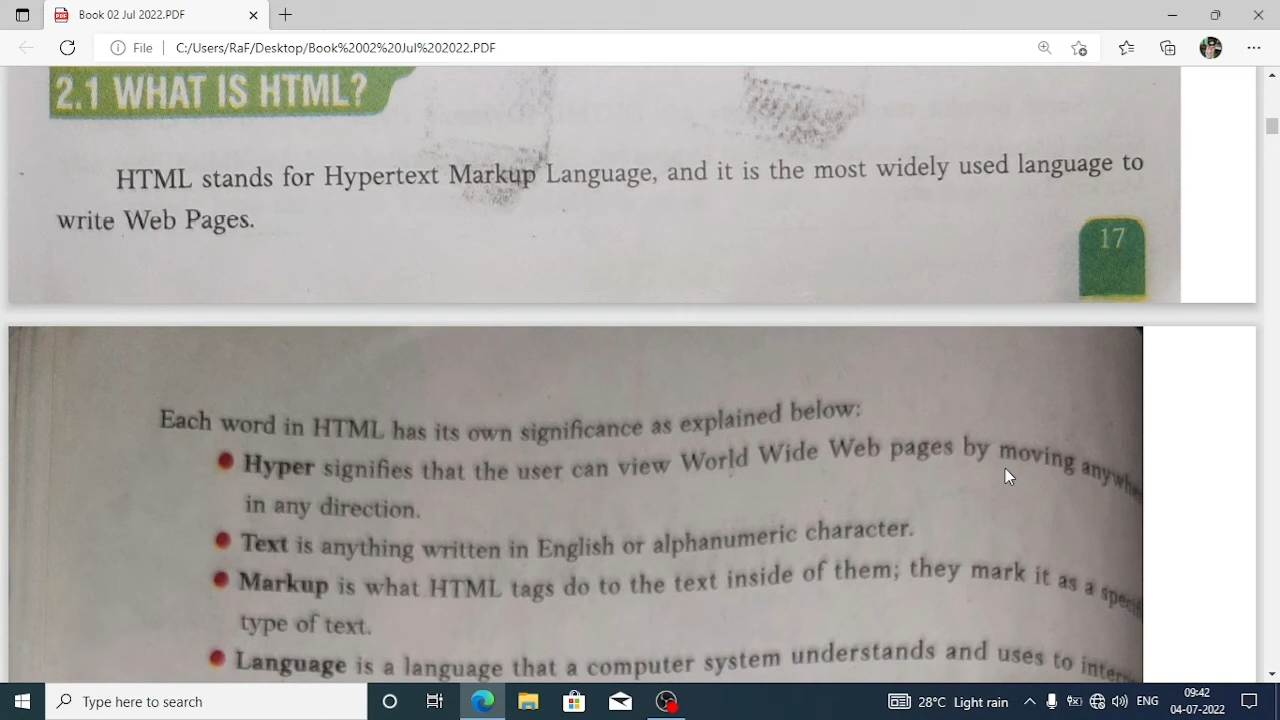 Book 02 Jul 2022.PDF
File C:/Users/RaF/Desktop/Book%2002%20Jul%202022.PDF
2.1 WHAT IS HTML?
HTML stands for Hypertext Markup Language, and it is the most widely used language to
write Web Pages.
17
Each word in HTML has its own significance as explained below:
Hyper signifies that the user can view World Wide Web pages by moving
in any direction.
Text is anything written in English or alphanumeric character.
Markup is what HTML tags do to the text inside of them; they mark it as a
type of text.
Language is a language that a computer system understands and uses to
Type here to search
28°C Light rain
ENG
09:42
04-07-2022